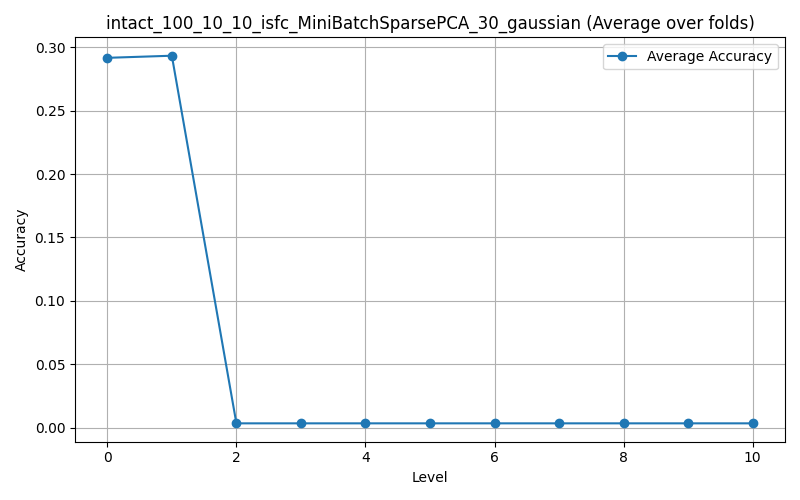 intact_100_10_10_isfc_MiniBatchSparsePCA_30_gaussian (Average over folds)
Average Accuracy
0.30
0.25
0.20
0.15
0.10
0.05
0.00
Accuracy
0 2 4 6 8 10
Level